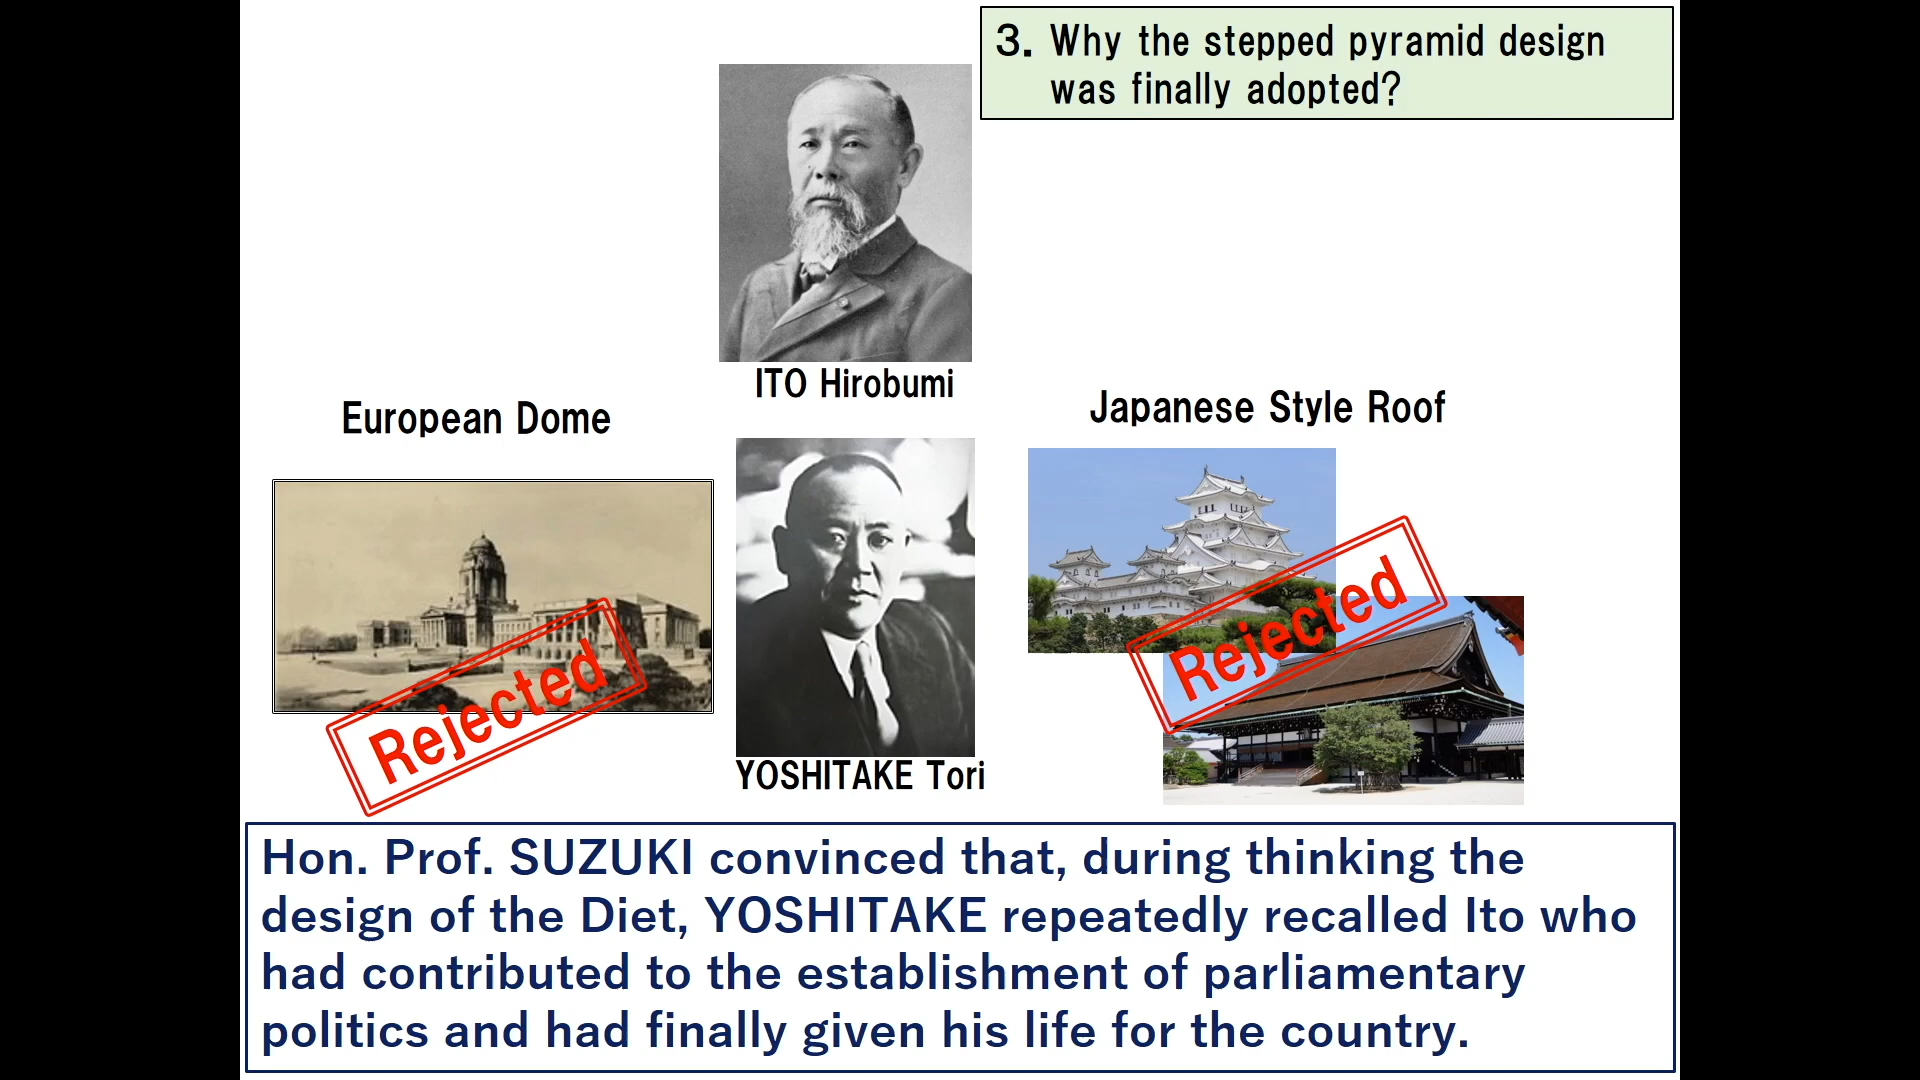 3. Why the stepped pyramid design
was finally adopted?
ITO Hirobumi
European Dome
Japanese Style Roof
Rejected
Rejected
YOSHITAKE Tori
Hon. Prof. SUZUKI convinced that, during thinking the
design of the Diet, YOSHITAKE repeatedly recalled Ito who
had contributed to the establishment of parliamentary
politics and had finally given his life for the country.